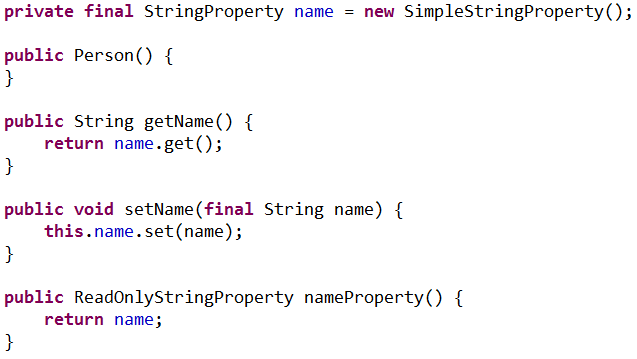 private final StringProperty name = new SimpleStringProperty();
public Person() {
}
public String getName() {
return name.get();
}
public void setName(final String name) {
this.name.set(name);
}
public ReadOnlyStringProperty nameProperty() {
return name;
}